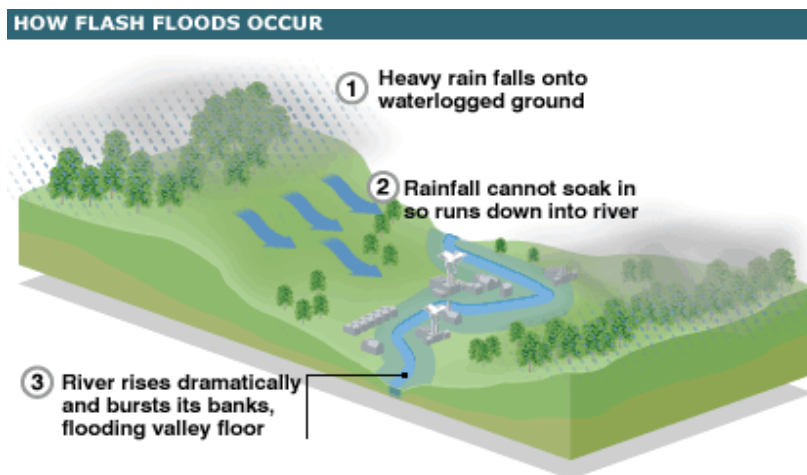 HOW FLASH FLOODS OCCUR
1 Heavy rain falls onto
waterlogged ground
2 Rainfall cannot soak in
so runs down into river
3 River rises dramatically
and bursts its banks,
flooding valley floor